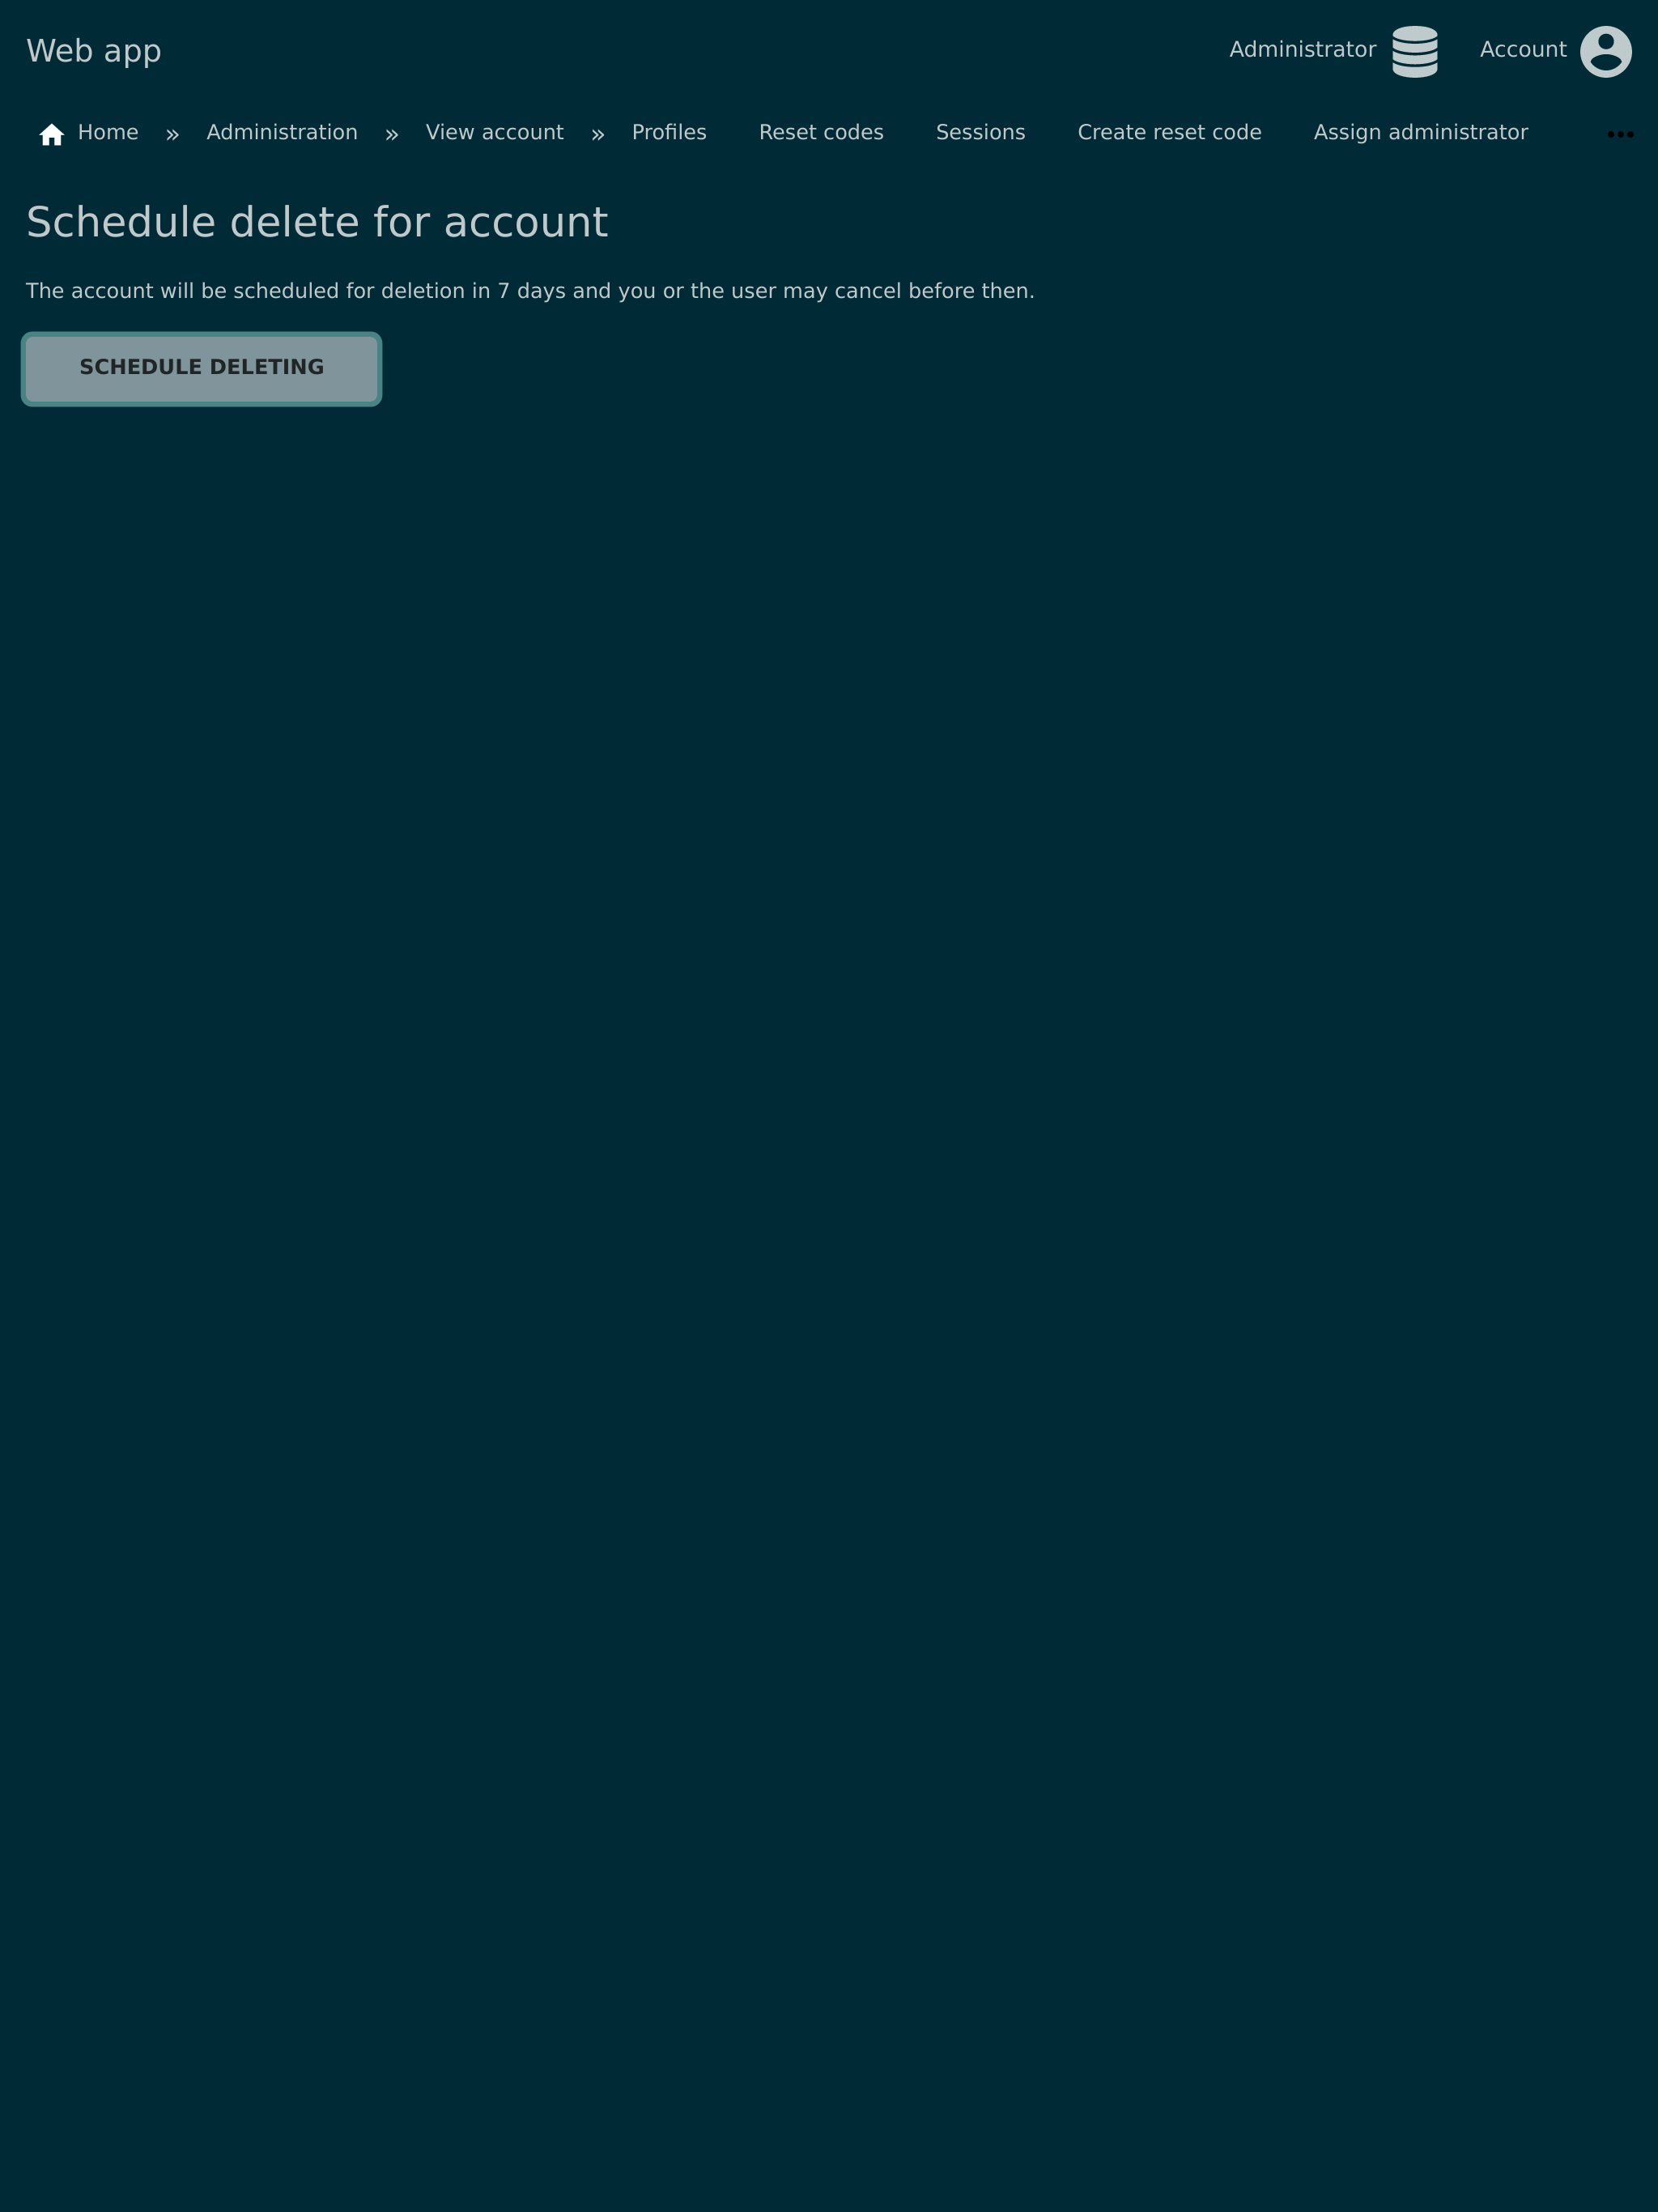 Web app
Administrator
Account
Home » Administration » View account » Profiles Reset codes Sessions Create reset code Assign administrator
Schedule delete for account
The account will be scheduled for deletion in 7 days and you or the user may cancel before then.
SCHEDULE DELETING